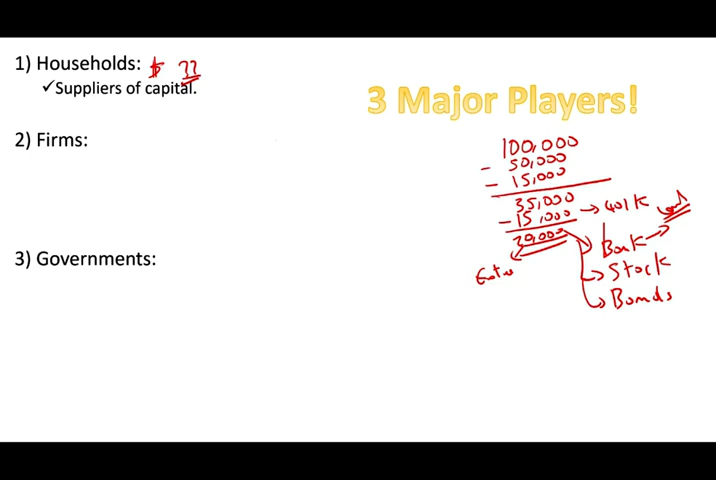 1) Households: $ ??
✓Suppliers of capital.
3 Major Players!
2) Firms:
3) Governments:
100,000
- 50,000
- 15,000
35,000
- 15,000 → 401K
20,000
Bank →
→ Stock
→ Bonds